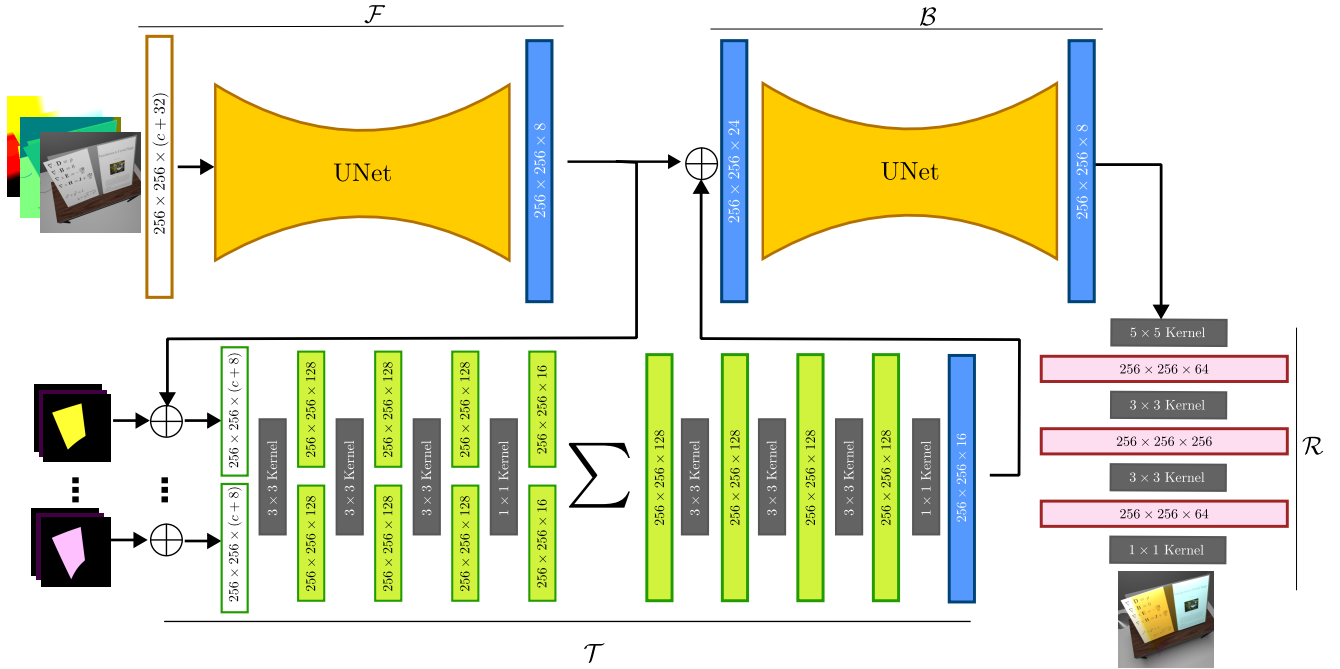 ℱ
ℬ
256 × 256 × (c + 32)
UNet
256 × 256 × 8
256 × 256 × 24
UNet
256 × 256 × 8
256 × 256 × (c + 8)
256 × 256 × (c + 8)
3 × 3 Kernel
256 × 256 × 128
256 × 256 × 128
3 × 3 Kernel
256 × 256 × 128
256 × 256 × 128
3 × 3 Kernel
256 × 256 × 128
256 × 256 × 128
1 × 1 Kernel
256 × 256 × 16
256 × 256 × 16
∑
256 × 256 × 128
3 × 3 Kernel
256 × 256 × 128
3 × 3 Kernel
256 × 256 × 128
3 × 3 Kernel
256 × 256 × 128
1 × 1 Kernel
256 × 256 × 16
5 × 5 Kernel
256 × 256 × 64
3 × 3 Kernel
256 × 256 × 256
3 × 3 Kernel
256 × 256 × 64
1 × 1 Kernel
ℛ
𝒯